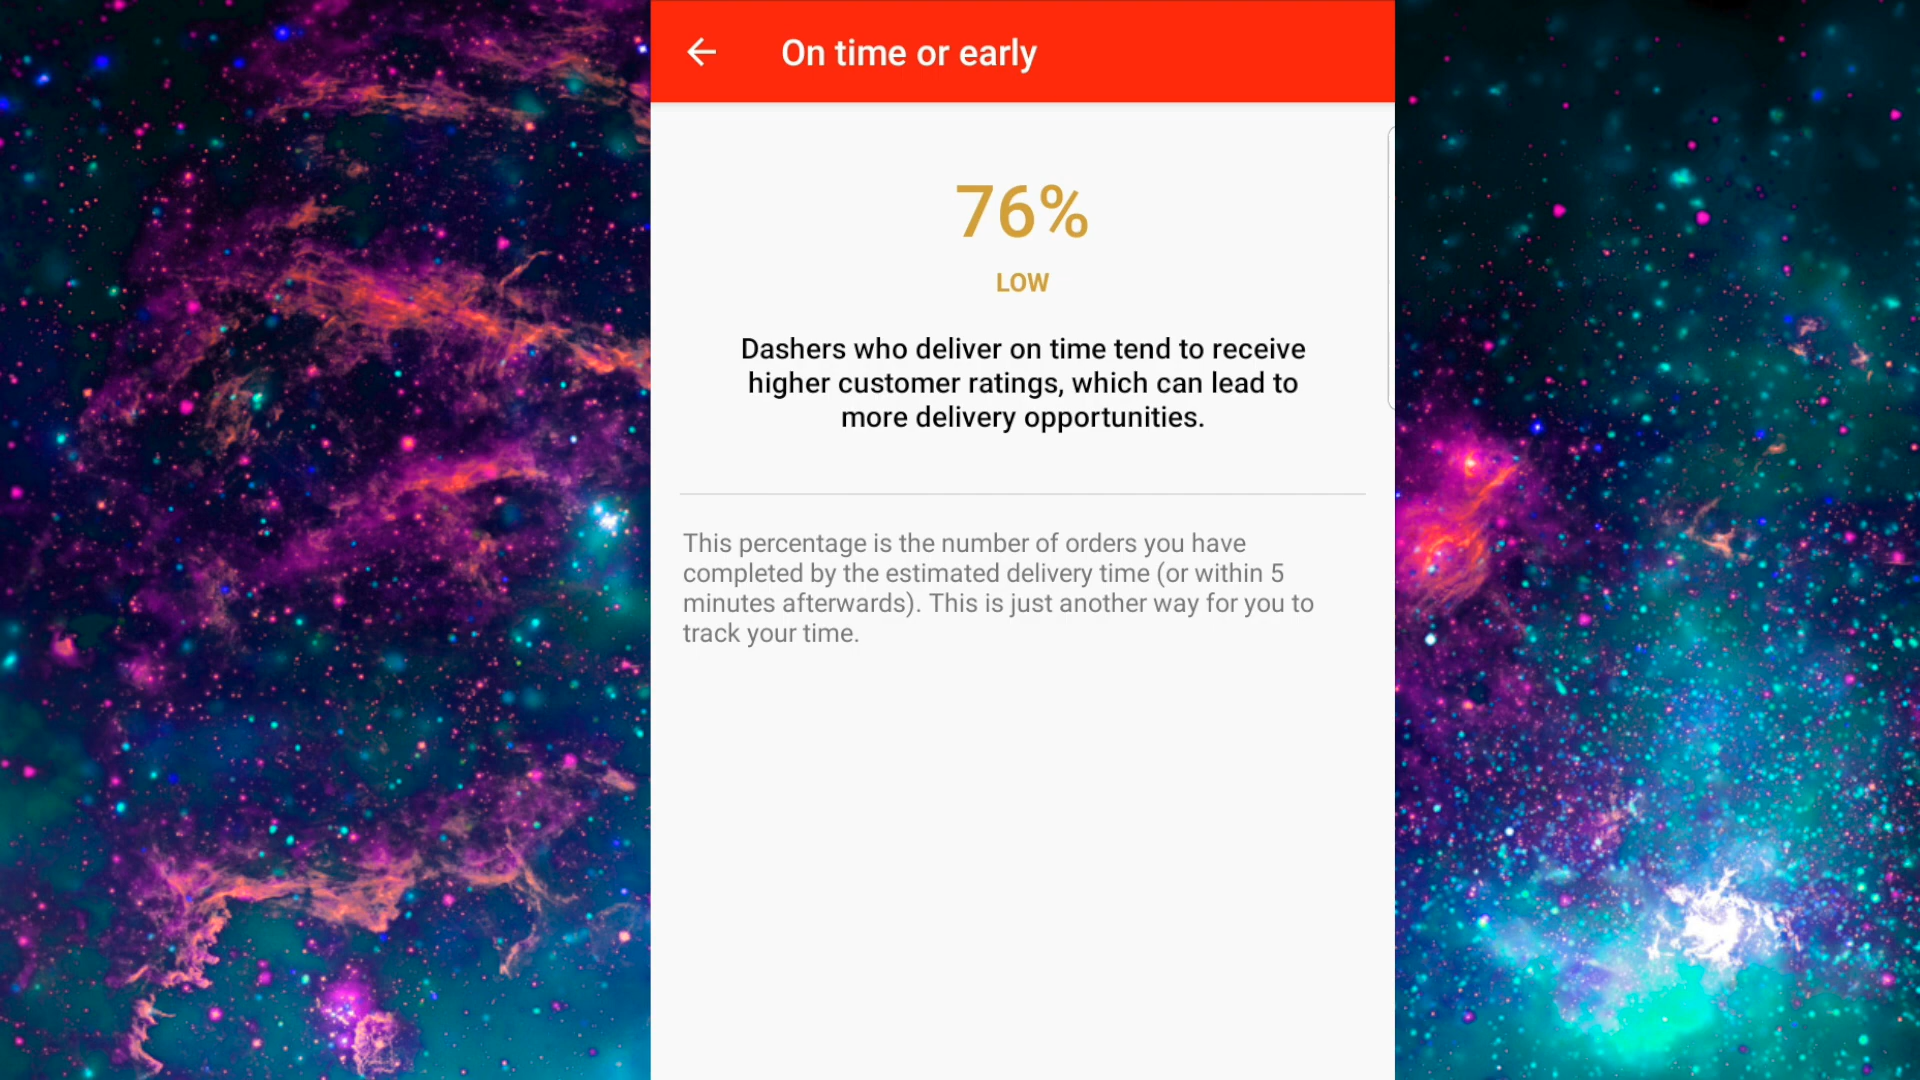 On time or early
76%
LOW
Dashers who deliver on time tend to receive
higher customer ratings, which can lead to
more delivery opportunities.
This percentage is the number of orders you have
completed by the estimated delivery time (or within 5
minutes afterwards). This is just another way for you to
track your time.